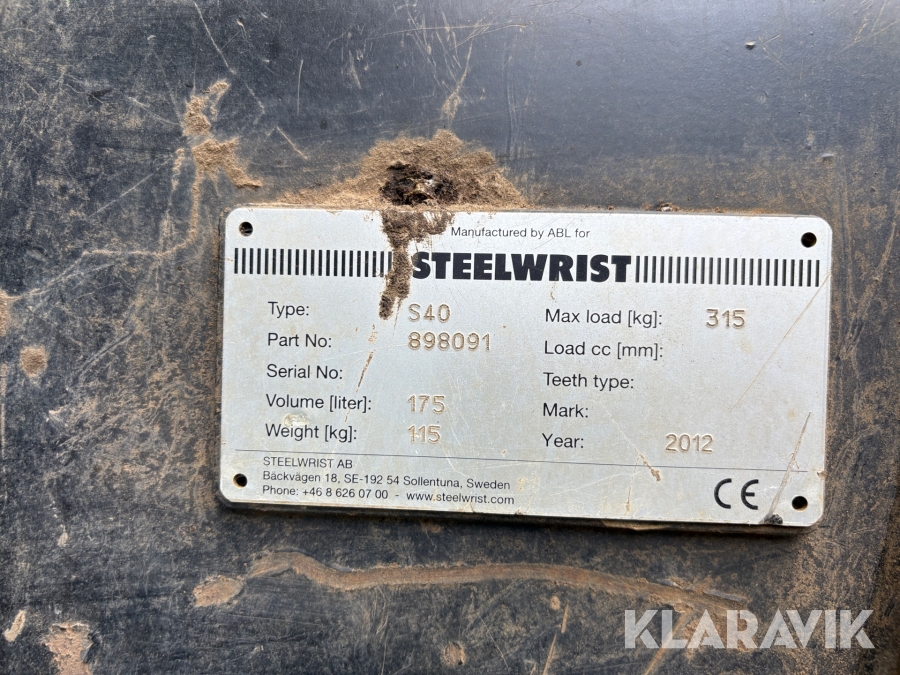 Manufactured by ABL for
STEELWRIST
Type: S40
Part No: 898091
Serial No:
Volume [liter]: 175
Weight [kg]: 115
Max load [kg]: 315
Load cc [mm]:
Teeth type:
Mark:
Year: 2012
STEELWRIST AB
Bäckvägen 18, SE-192 54 Sollentuna, Sweden
Phone: +46 8 626 07 00 - www.steelwrist.com
CE
KLARAVIK